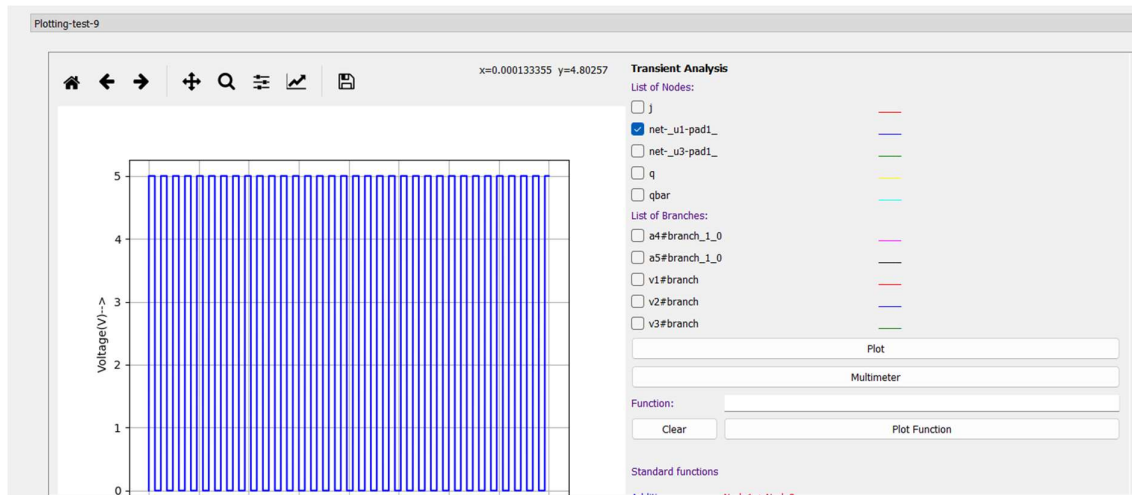 Plotting-test-9
x=0.000133355 y=4.80257
Transient Analysis
List of Nodes:
j
net-_u1-pad1_
net-_u3-pad1_
q
qbar
List of Branches:
a4#branch_1_0
a5#branch_1_0
v1#branch
v2#branch
v3#branch
Plot
Multimeter
Function:
Clear
Plot Function
Standard functions
5
4
3
2
1
0
Voltage(V)-->